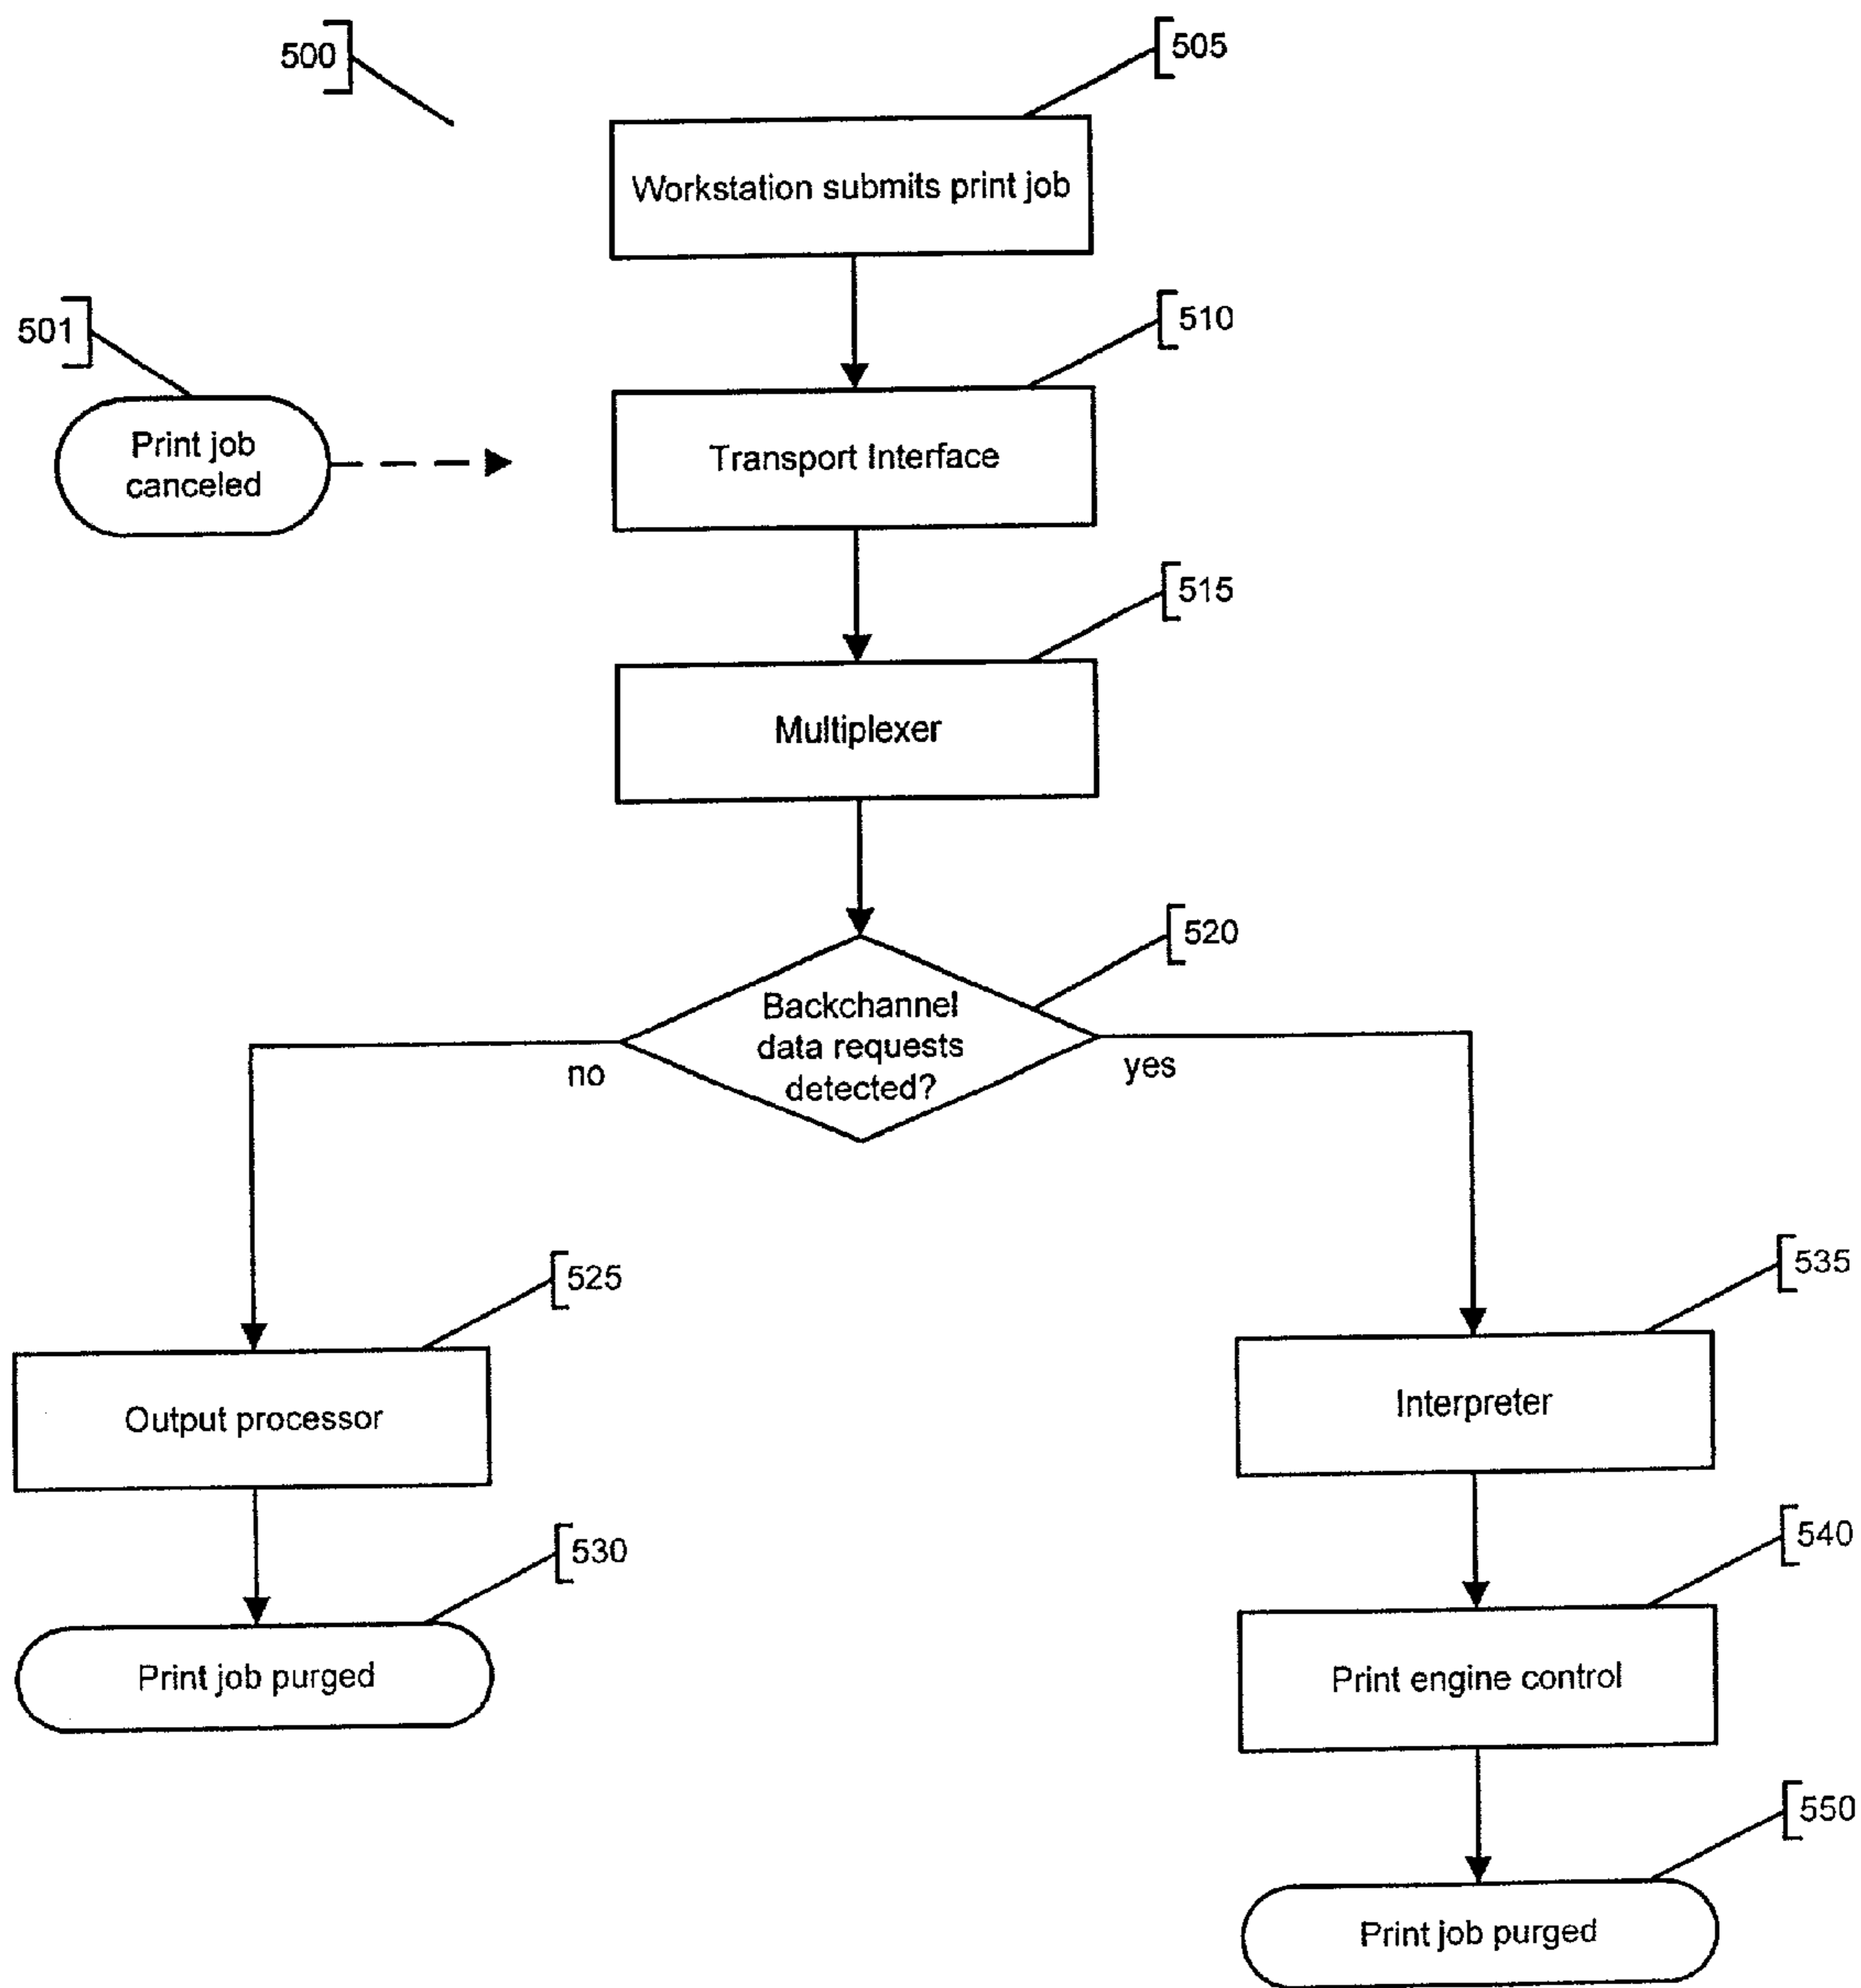 500
505
Workstation submits print job
501
510
Print job
canceled
Transport Interface
515
Multiplexer
520
Backchannel
data requests
detected?
no
yes
525
535
Output processor
Interpreter
530
540
Print job purged
Print engine control
550
Print job purged